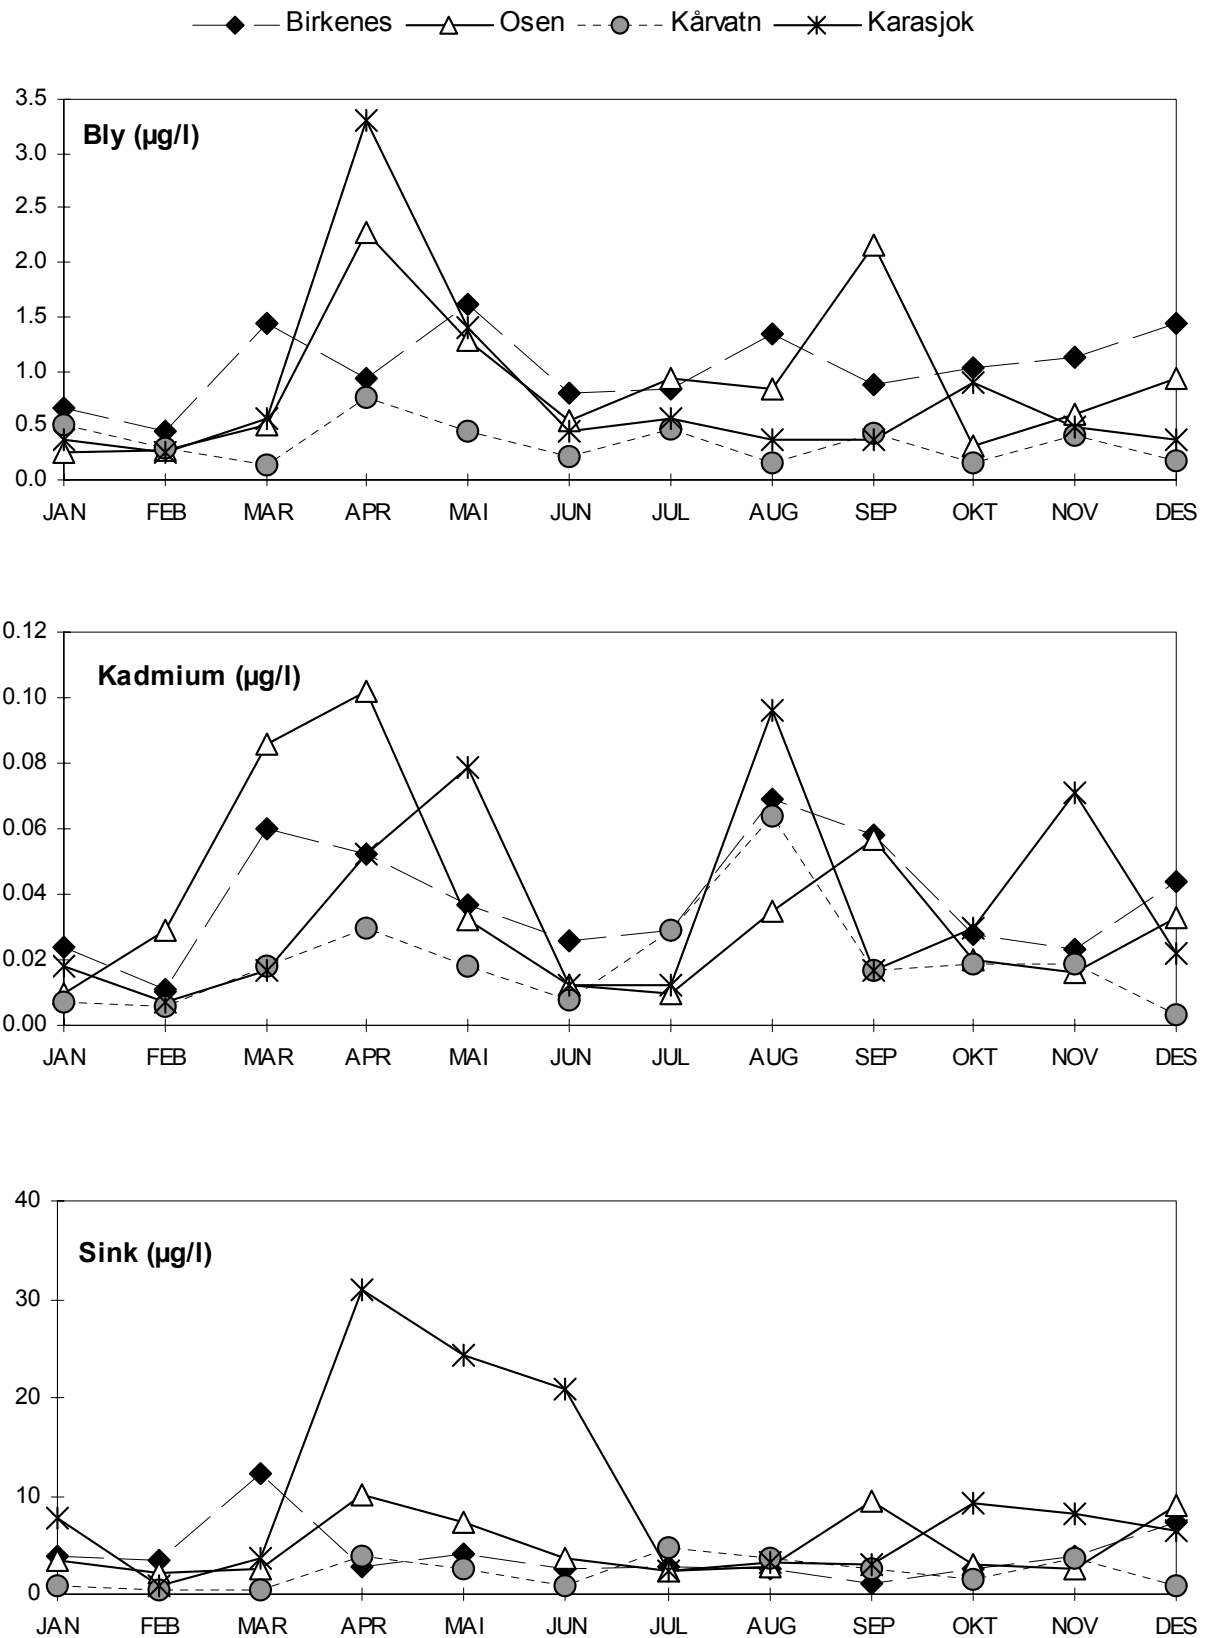 Birkenes Osen Kårvatn Karasjok
3.5
Bly (µg/l)
3.0
2.5
2.0
1.5
1.0
0.5
0.0
JAN FEB MAR APR MAI JUN JUL AUG SEP OKT NOV DES
0.12
Kadmium (µg/l)
0.10
0.08
0.06
0.04
0.02
0.00
JAN FEB MAR APR MAI JUN JUL AUG SEP OKT NOV DES
40
Sink (µg/l)
30
20
10
0
JAN FEB MAR APR MAI JUN JUL AUG SEP OKT NOV DES